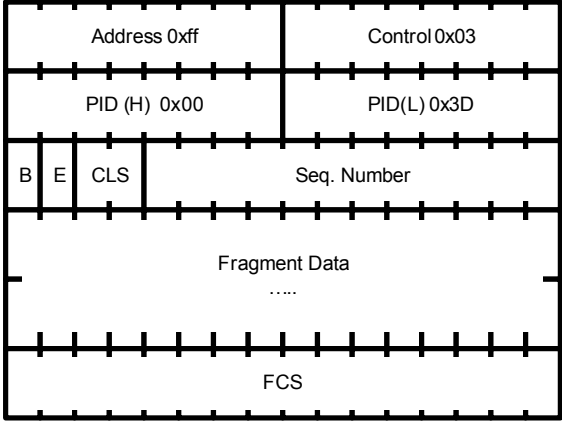 Address 0xff Control 0x03
PID (H) 0x00 PID(L) 0x3D
B E CLS Seq. Number
Fragment Data
.....
FCS